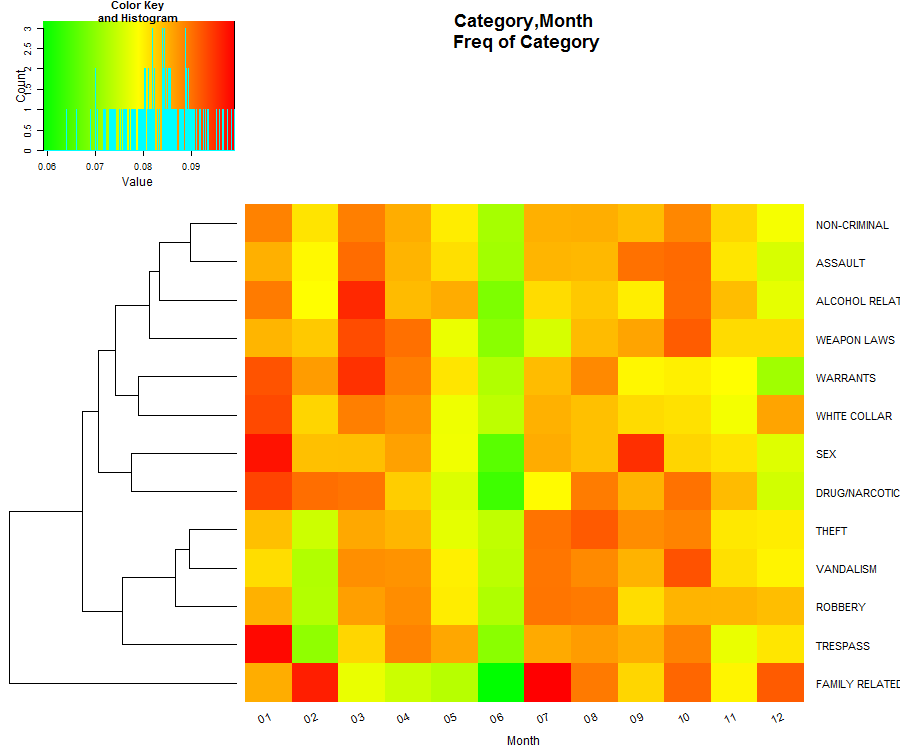 Color Key
and Histogram
Category,Month
Freq of Category
Count
3
2.5
2
1.5
1
0.5
0
0.06 0.07 0.08 0.09
Value
NON-CRIMINAL
ASSAULT
ALCOHOL RELAT
WEAPON LAWS
WARRANTS
WHITE COLLAR
SEX
DRUG/NARCOTIC
THEFT
VANDALISM
ROBBERY
TRESPASS
FAMILY RELATED
01 02 03 04 05 06 07 08 09 10 11 12
Month